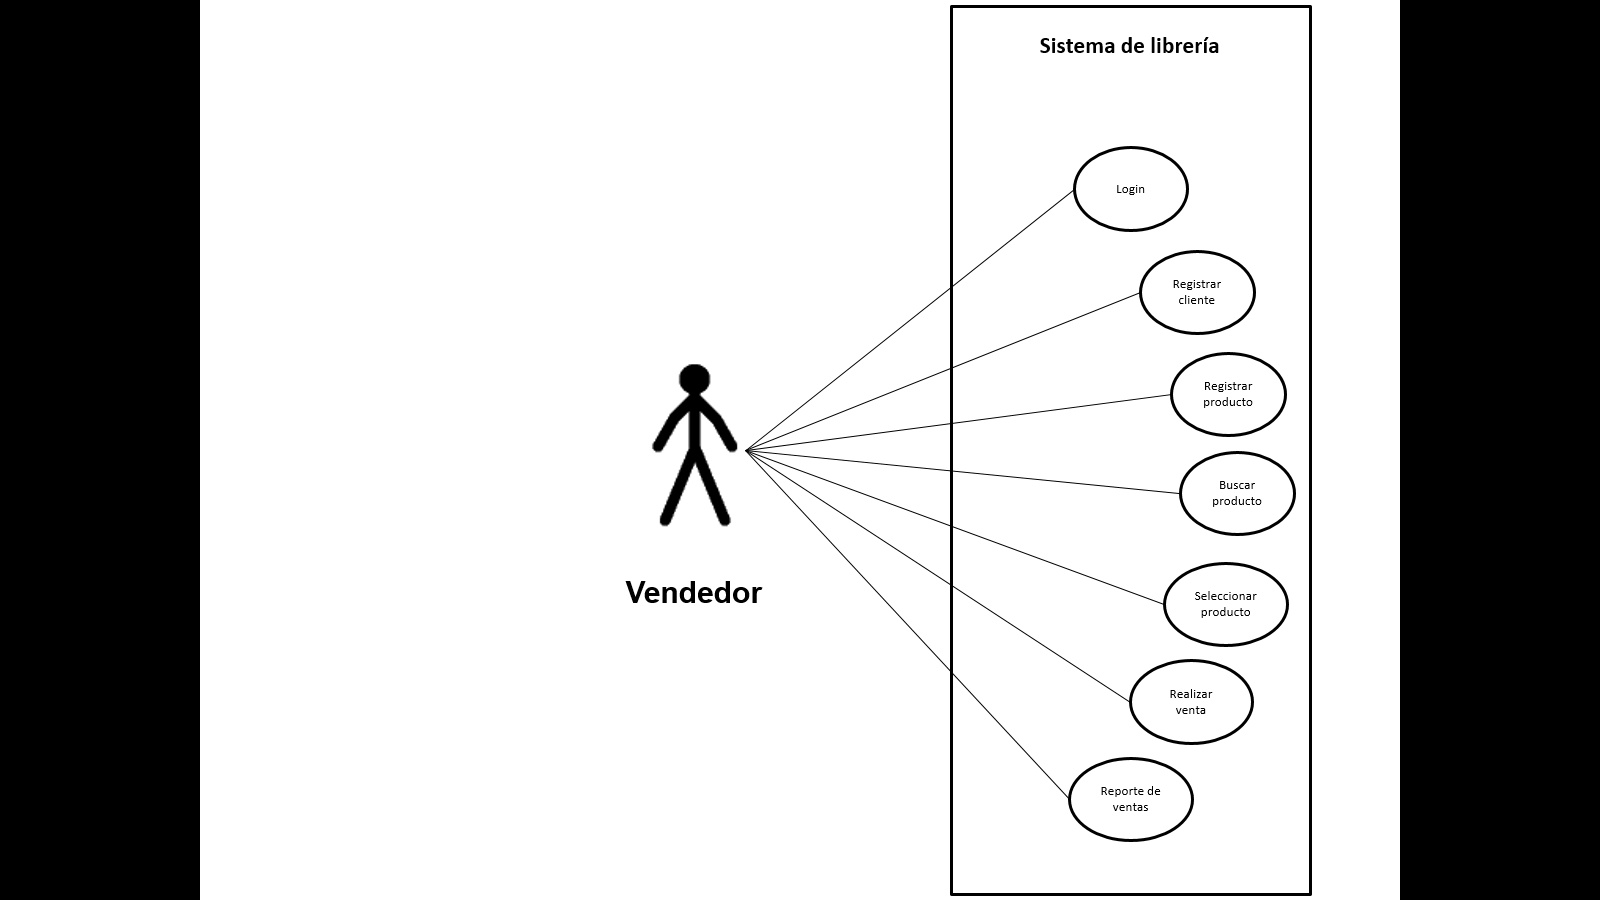 Sistema de librería
Login
Registrar
cliente
Registrar
producto
Buscar
producto
Seleccionar
producto
Vendedor
Realizar
venta
Reporte de
ventas